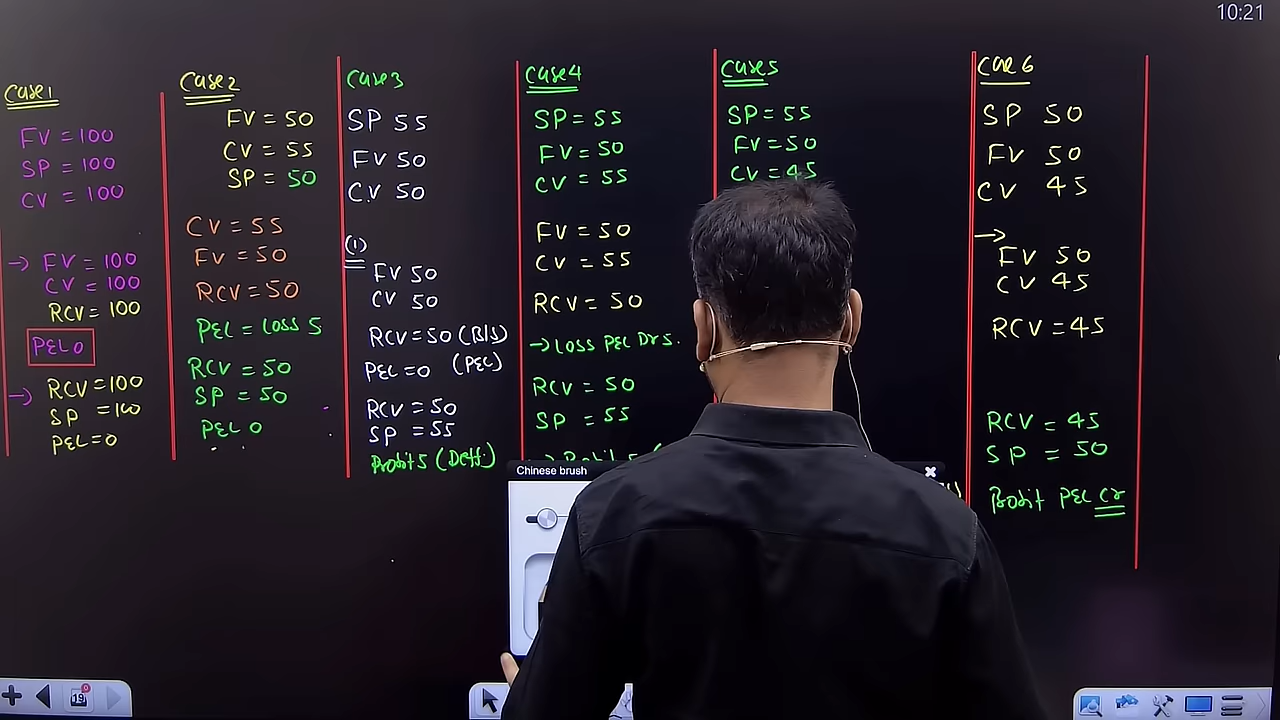 10:21
Case1
FV = 100
SP = 100
CV = 100
→ FV = 100
CV = 100
RCV = 100
P&L 0
→ RCV = 100
SP = 100
P&L = 0
Case2
FV = 50
CV = 55
SP = 50
CV = 55
FV = 50
RCV = 50
P&L = Loss 5
RCV = 50
SP = 50
P&L 0
Case3
SP 55
FV 50
C.V 50
(1)
FV 50
CV 50
RCV = 50 (B/S)
P&L = 0 (P&L)
RCV = 50
SP = 55
Profit 5 (Diff.)
Case4
SP = 55
FV = 50
CV = 55
FV = 50
CV = 55
RCV = 50
→ Loss P&L Dr 5.
RCV = 50
SP = 55
Case5
SP = 55
FV = 50
CV = 45
Case 6
SP 50
FV 50
CV 45
→
FV 50
CV 45
RCV = 45
RCV = 45
SP = 50
Profit P&L Cr
Chinese brush
19